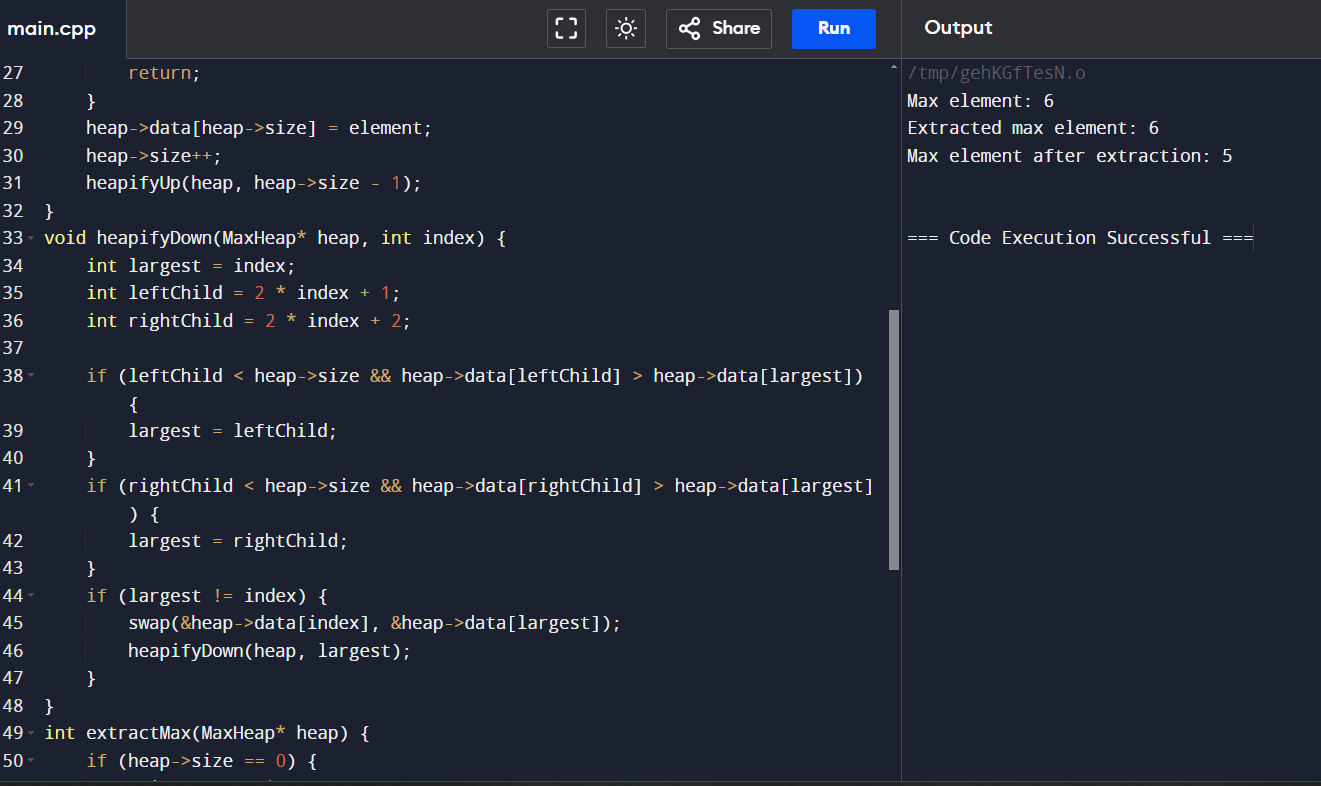 main.cpp
Share
Run
Output
27         return;
28     }
29     heap->data[heap->size] = element;
30     heap->size++;
31     heapifyUp(heap, heap->size - 1);
32 }
33 void heapifyDown(MaxHeap* heap, int index) {
34     int largest = index;
35     int leftChild = 2 * index + 1;
36     int rightChild = 2 * index + 2;
37
38     if (leftChild < heap->size && heap->data[leftChild] > heap->data[largest])
        {
39         largest = leftChild;
40     }
41     if (rightChild < heap->size && heap->data[rightChild] > heap->data[largest]
        ) {
42         largest = rightChild;
43     }
44     if (largest != index) {
45         swap(&heap->data[index], &heap->data[largest]);
46         heapifyDown(heap, largest);
47     }
48 }
49 int extractMax(MaxHeap* heap) {
50     if (heap->size == 0) {
/tmp/gehKGfTesN.o
Max element: 6
Extracted max element: 6
Max element after extraction: 5
=== Code Execution Successful ===